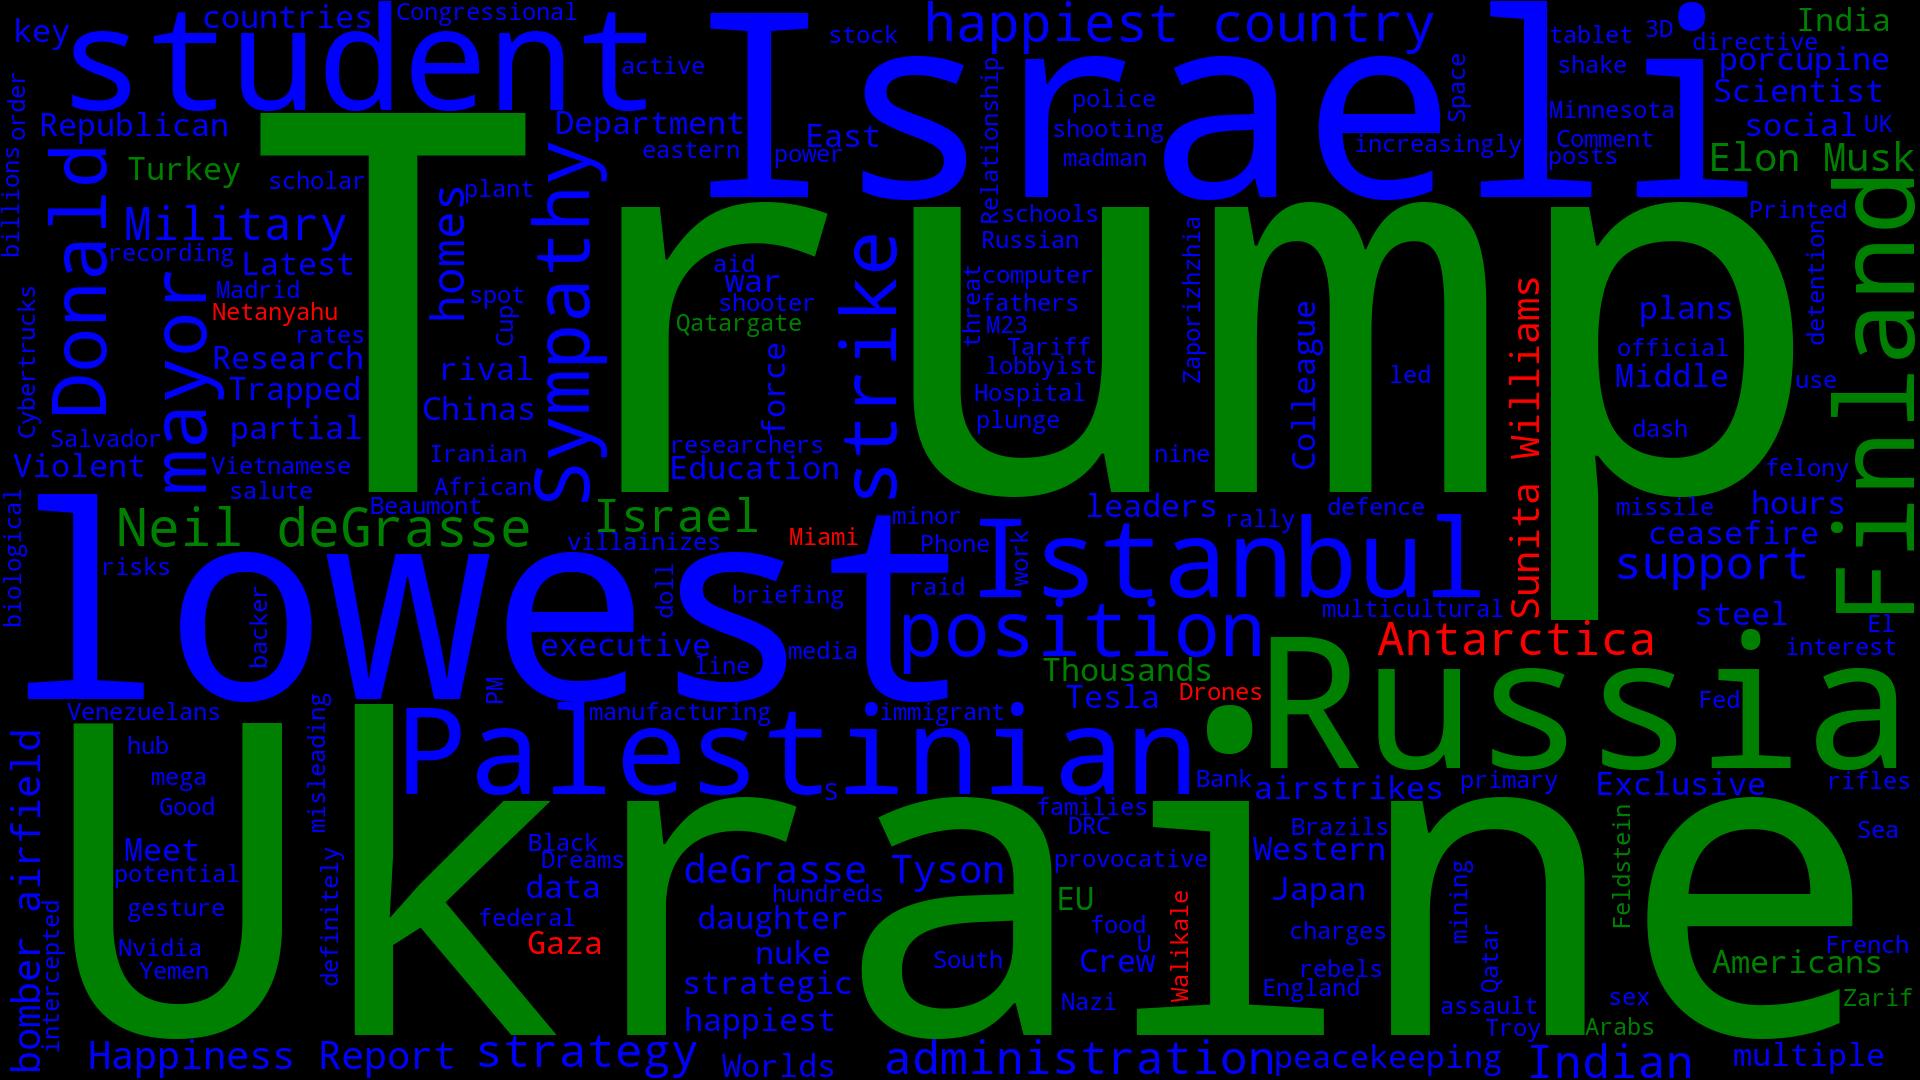 key
countries
Congressional
student
Israeli
stock
happiest country
tablet
3D
India
directive
active
shake
porcupine
Space
Scientist
order
Republican
Department
East
police
Minnesota
shooting
Comment
social
UK
eastern
power
madman
increasingly
posts
Elon Musk
Relationship
billions
Turkey
scholar
plant
Donald
Military
Trump
homes
Sympathy
strike
schools
Printed
Finland
recording
Latest
Russian
Zaporizhzhia
detention
Madrid
aid
war
computer
threat
Netanyahu
spot
shooter
fathers
plans
Cybertrucks
mayor
rates
Cup
Qatargate
M23
Colleague
Sunita Williams
Research
rival
force
Tariff
official
Trapped
lobbyist
led
Middle
use
Chinas
Hospital
partial
plunge
dash
Salvador
Iranian
researchers
nine
Violent
Vietnamese
Education
felony
salute
African
Beaumont
leaders
rally
defence
missile
hours
Neil deGrasse
Israel
minor
Istanbul
ceasefire
biological
lowest
villainizes
Miami
Phone
work
support
risks
doll
briefing
raid
backer
position
multicultural
steel
El
executive
line
media
Antarctica
interest
Thousands
Russia
PM
Tesla
Drones
Fed
Venezuelans
manufacturing
immigrant
misleading
Palestinian
bomber airfield
hub
mega
Bank
airstrikes
primary
Exclusive
rifles
Good
S
families
Ukraine
DRC
Brazils
Feldstein
Sea
Meet
Black
Dreams
provocative
Western
potential
deGrasse Tyson
data
hundreds
Japan
mining
gesture
definitely
federal
daughter
EU
food
charges
Nvidia
Gaza
nuke
U
Walikale
Qatar
French
Yemen
South
Crew
rebels
Americans
intercepted
strategic
England
Nazi
assault
sex
Zarif
happiest
Troy
Arabs
Happiness
Report
strategy
Worlds
administration
peacekeeping
Indian
multiple